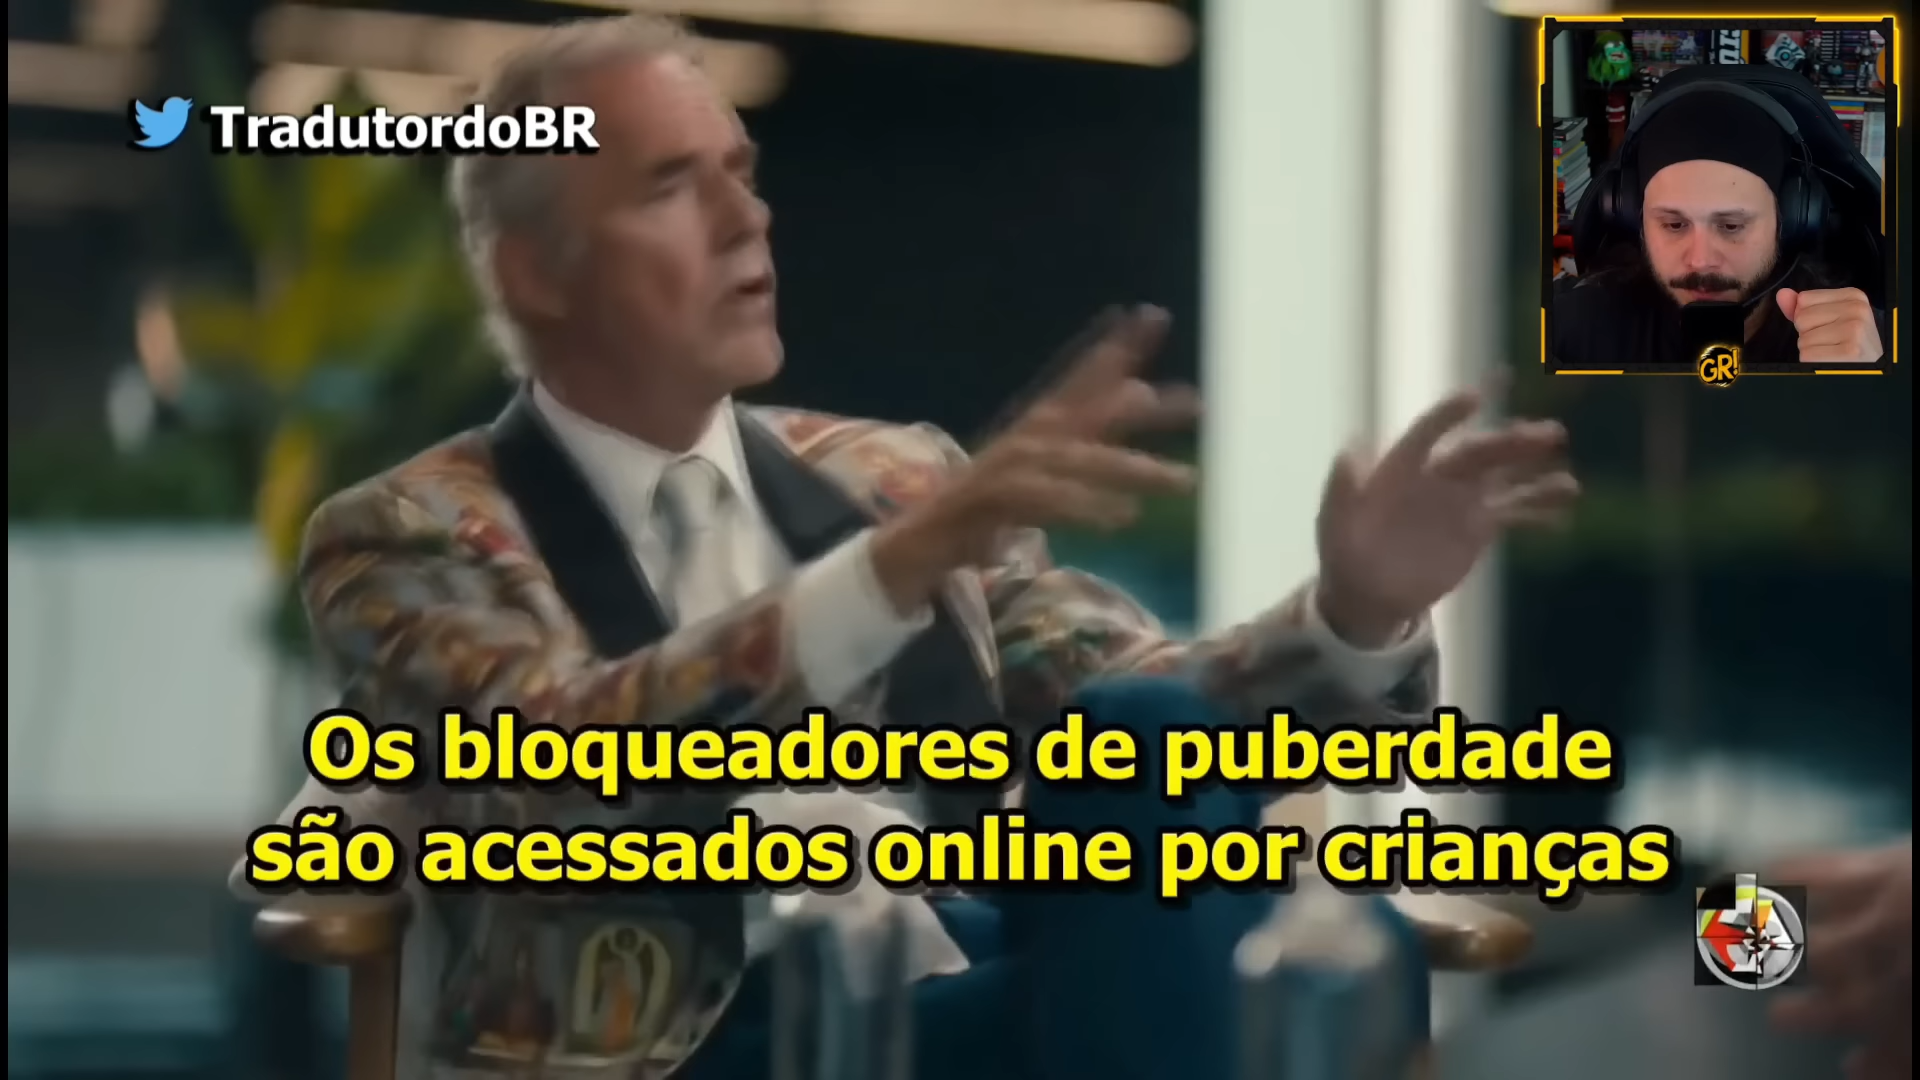 TradutordoBR
GR!
Os bloqueadores de puberdade
são acessados online por crianças